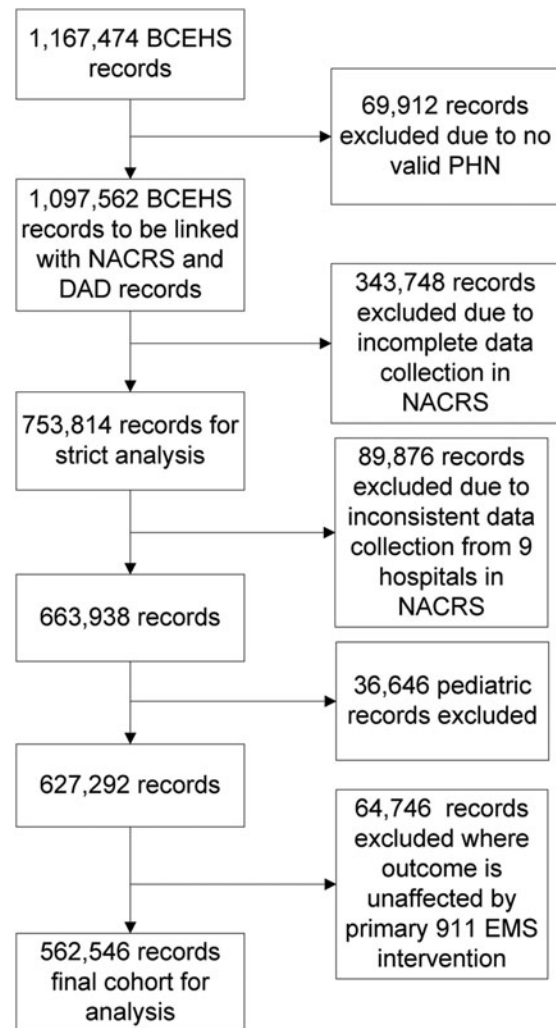 1,167,474 BCEHS
records
69,912 records
excluded due to no
valid PHN
1,097,562 BCEHS
records to be linked
with NACRS and
DAD records
343,748 records
excluded due to
incomplete data
collection in
NACRS
753,814 records for
strict analysis
89,876 records
excluded due to
inconsistent data
collection from 9
hospitals in
NACRS
663,938 records
36,646 pediatric
records excluded
627,292 records
64,746 records
excluded where
outcome is
unaffected by
primary 911 EMS
intervention
562,546 records
final cohort for
analysis